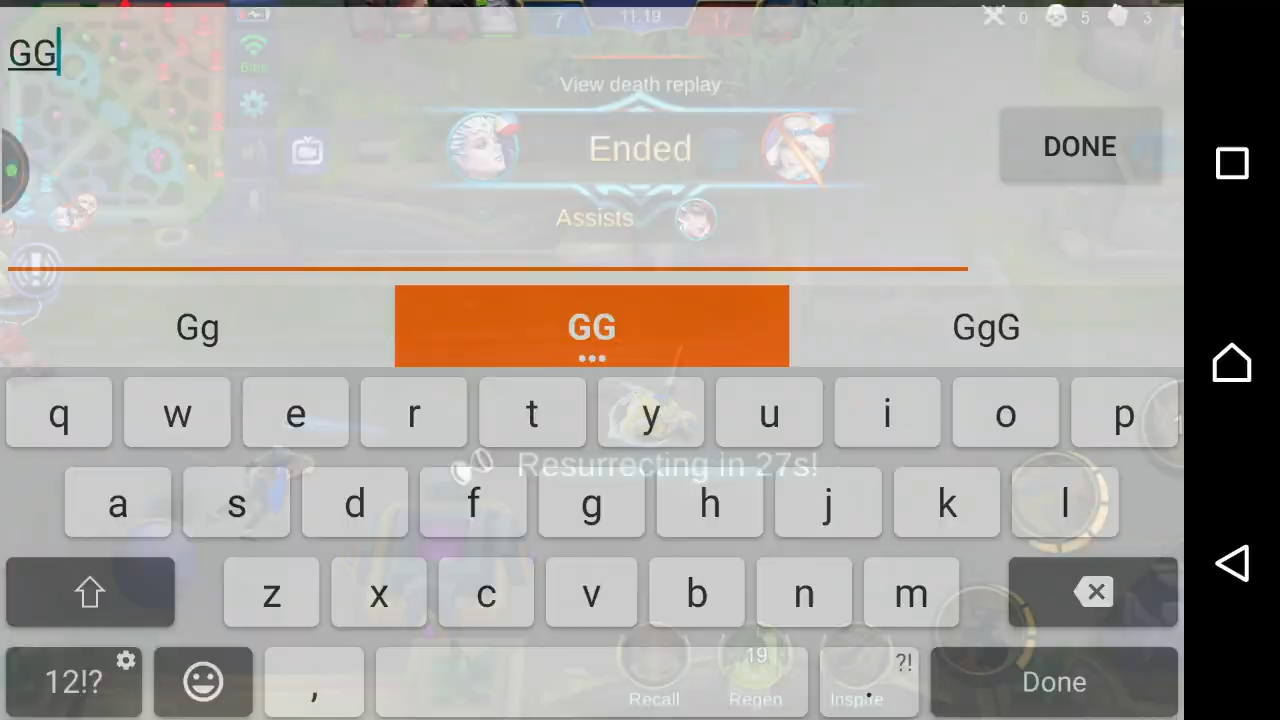 7 11.19 17 0 5 3
GG
6ms
View death replay
Ended
DONE
Assists
Gg GG GgG
q w e r t y u i o p
Resurrecting in 27s!
a s d f g h j k l
z x c v b n m
12!? , . ?! Done
19
Recall Regen Inspire